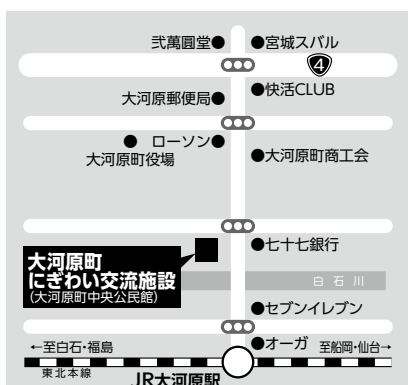 弐萬圓堂● ●宮城スバル
4
大河原郵便局● ●快活CLUB
● ローソン●
大河原町役場 ●大河原町商工会
●七十七銀行
大河原町
にぎわい交流施設
(大河原町中央公民館)
白石川
●セブンイレブン
●オーガ
←至白石・福島 至船岡・仙台→
東北本線
JR大河原駅